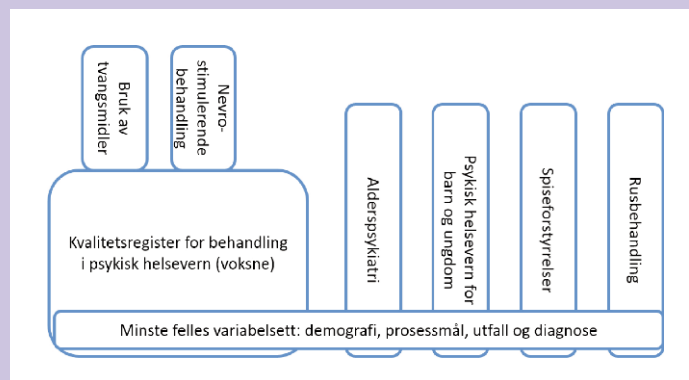 Bruk av
tvangsmidler
Nevro-
stimulerende
behandling
Kvalitetsregister for behandling
i psykisk helsevern (voksne)
Alderspsykiatri
Psykisk helsevern for
barn og ungdom
Spiseforstyrrelser
Rusbehandling
Minste felles variabelsett: demografi, prosessmål, utfall og diagnose